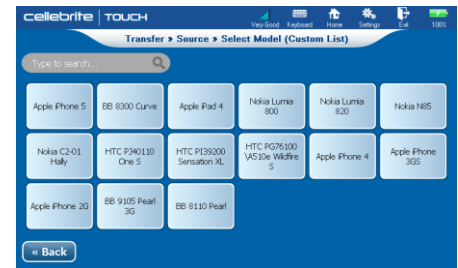 cellebrite TOUCH
Very Good Keyboard Home Settings Exit 100%
Transfer » Source » Select Model (Custom List)
Type to search...
Apple iPhone 5
BB 8300 Curve
Apple iPad 4
Nokia Lumia
800
Nokia Lumia
820
Nokia N85
Nokia C2-01
Hally
HTC PJ40110
One S
HTC PI39200
Sensation XL
HTC PG76100
\A510e Wildfire
S
Apple iPhone 4
Apple iPhone
3GS
Apple iPhone 2G
BB 9105 Pearl
3G
BB 8110 Pearl
« Back